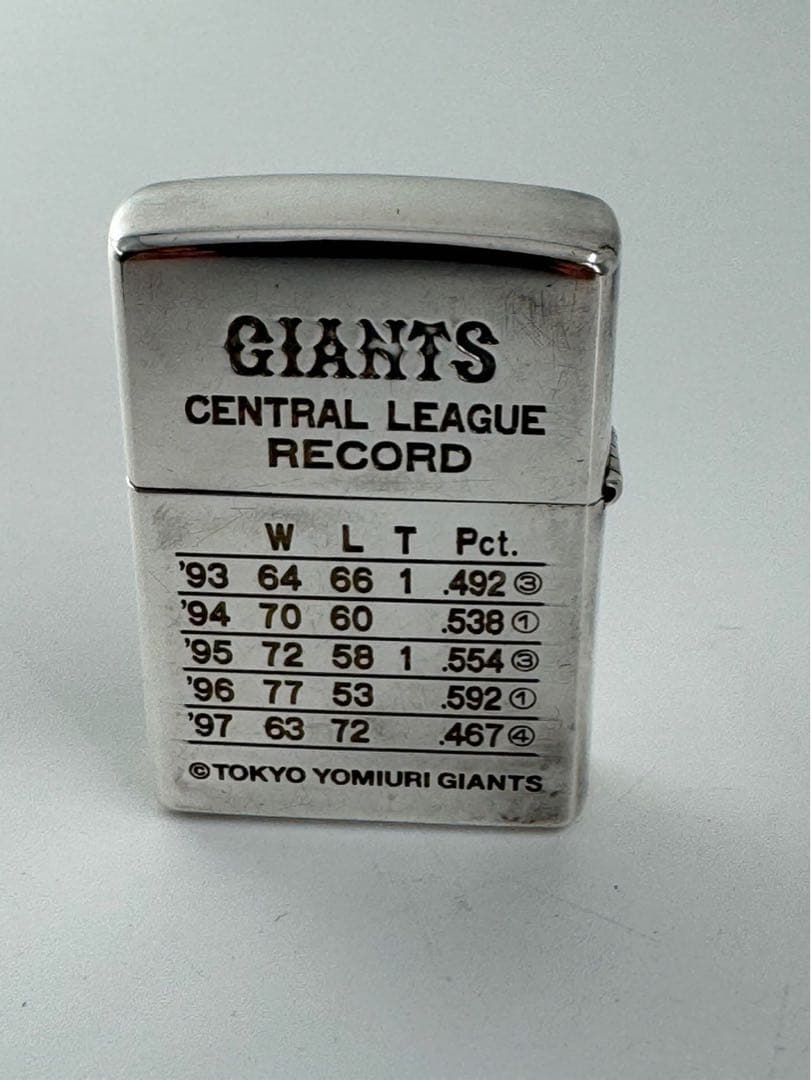 GIANTS
CENTRAL LEAGUE
RECORD
W L T Pct.
'93 64 66 1 .492 ③
'94 70 60 .538 ①
'95 72 58 1 .554 ③
'96 77 53 .592 ①
'97 63 72 .467 ④
©TOKYO YOMIURI GIANTS